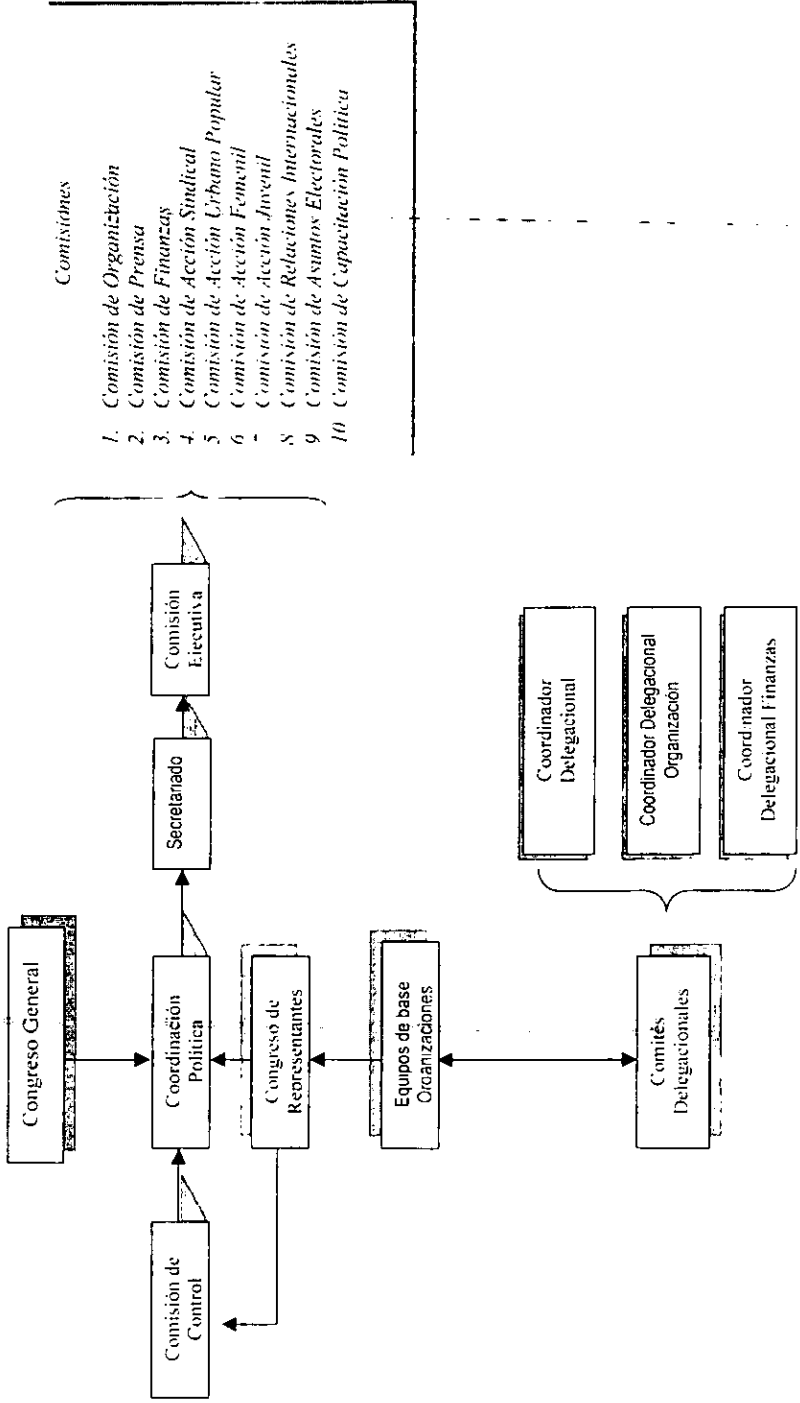 Congreso General
Comisión de
Control
Coordinación
Política
Secretariado
Comisión
Ejecutiva
Congreso de
Representantes
Equipos de base
Organizaciones
Comités
Delegacionales
Coordinador
Delegacional
Coordinador Delegacional
Organización
Coordinador
Delegacional Finanzas
Comisiones
1. Comisión de Organización
2. Comisión de Prensa
3. Comisión de Finanzas
4. Comisión de Acción Sindical
5 Comisión de Acción Urbano Popular
6 Comisión de Acción Femenil
- Comisión de Acción Juvenil
8 Comisión de Relaciones Internacionales
9 Comisión de Asuntos Electorales
10 Comisión de Capacitación Política